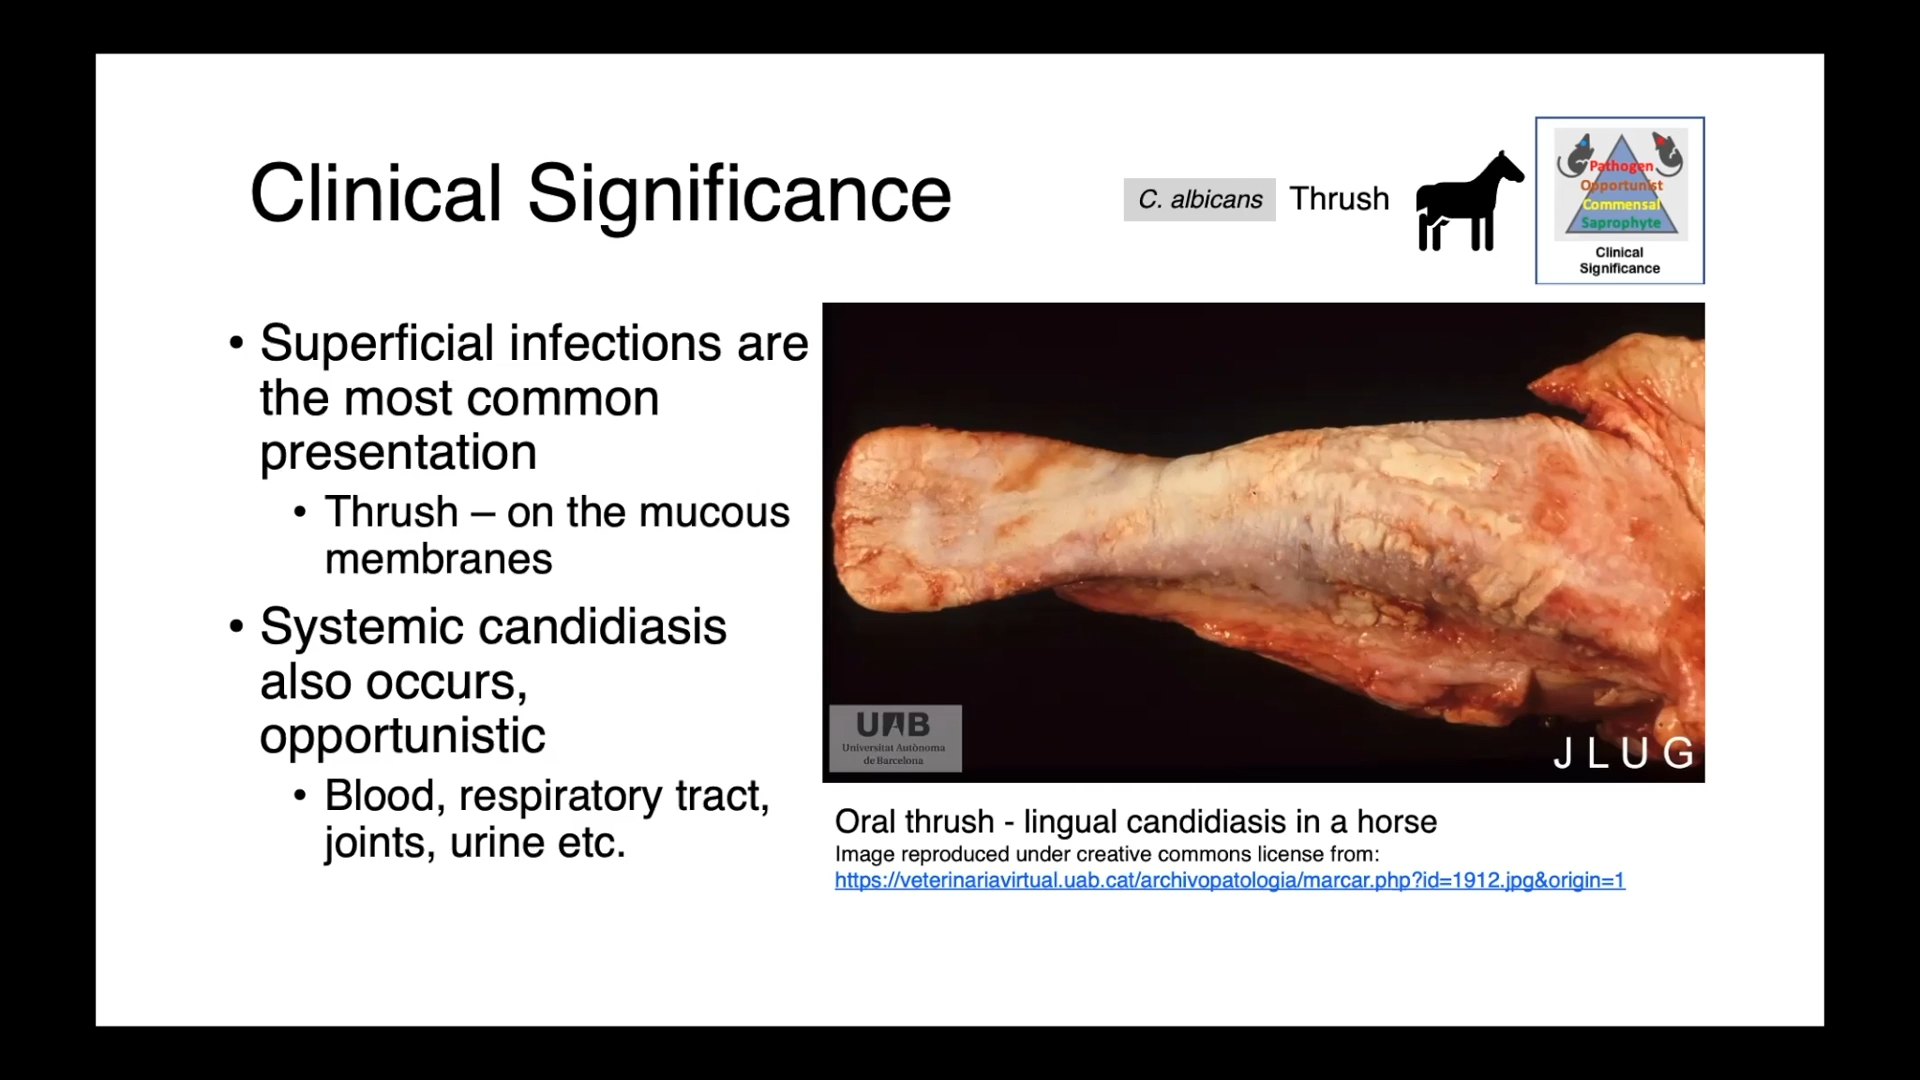 Clinical Significance
C. albicans Thrush
Pathogen
Opportunist
Commensal
Saprophyte
Clinical
Significance
• Superficial infections are
the most common
presentation
• Thrush – on the mucous
membranes
• Systemic candidiasis
also occurs,
opportunistic
• Blood, respiratory tract,
joints, urine etc.
UAB
Universitat Autònoma
de Barcelona
JLUG
Oral thrush - lingual candidiasis in a horse
Image reproduced under creative commons license from:
https://veterinariavirtual.uab.cat/archivopatologia/marcar.php?id=1912.jpg&origin=1